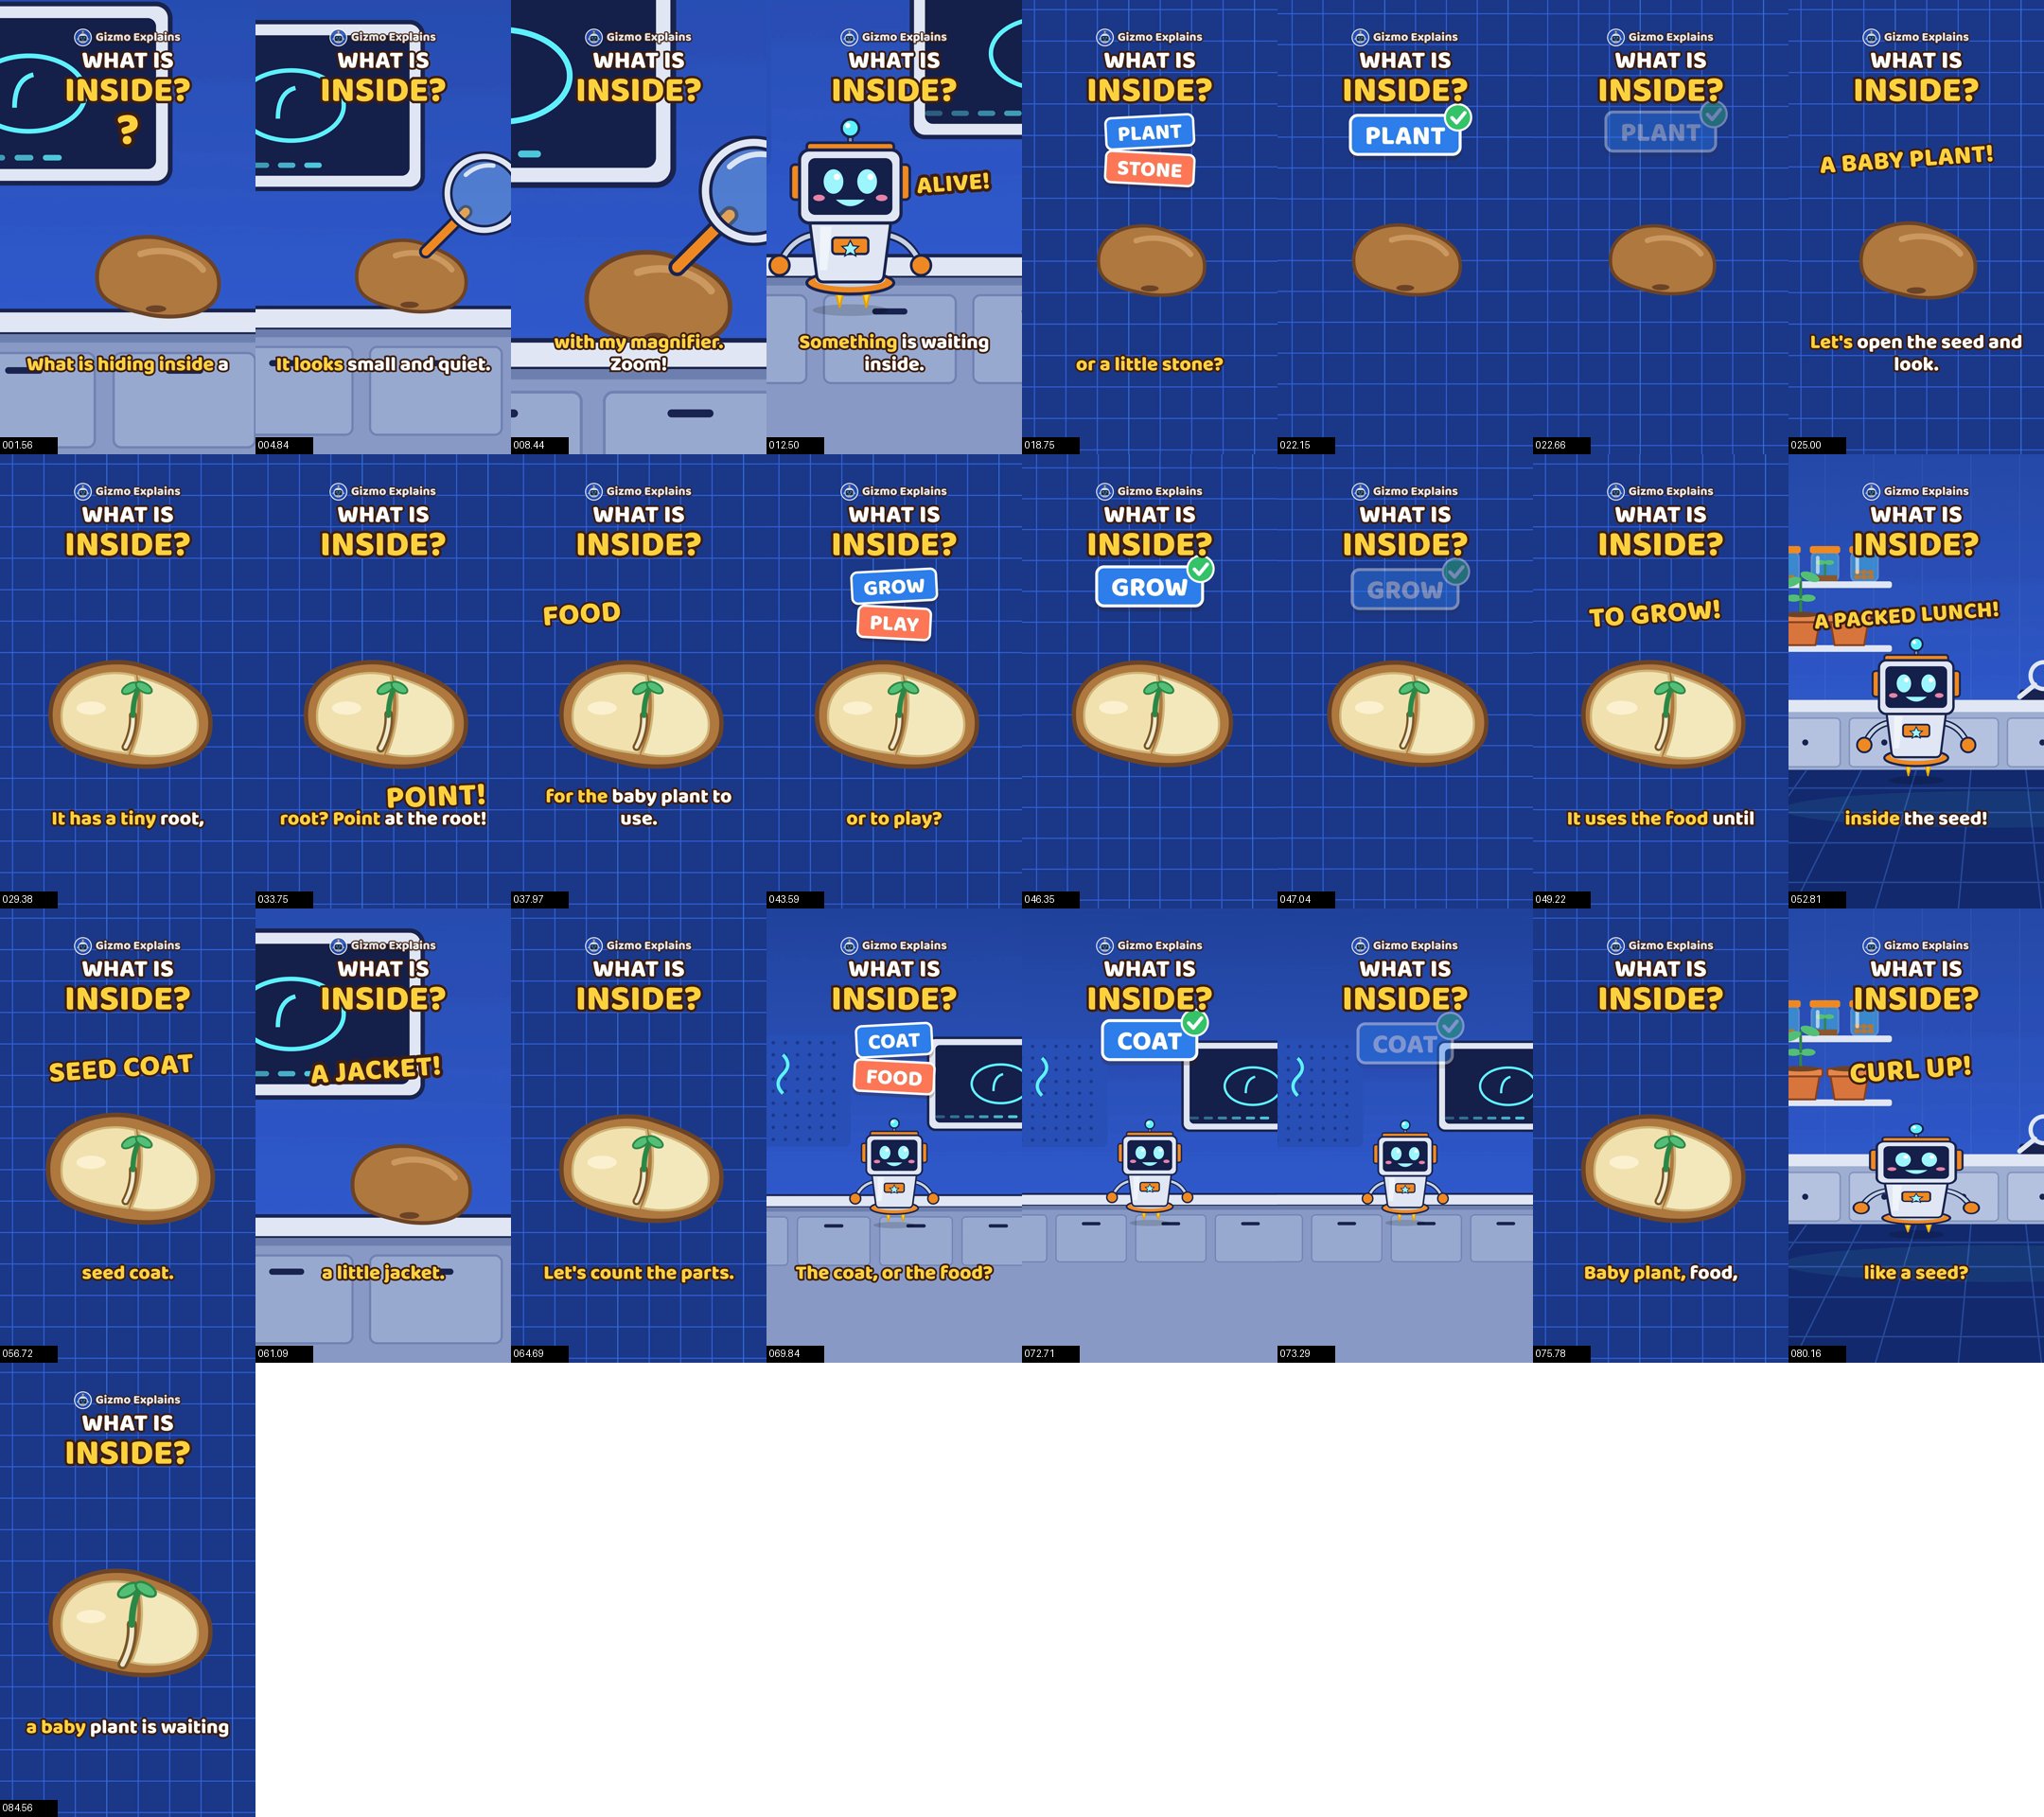 Gizmo Explains
WHAT IS
INSIDE?
?
What is hiding inside a
001.56
Gizmo Explains
WHAT IS
INSIDE?
It looks small and quiet.
004.84
Gizmo Explains
WHAT IS
INSIDE?
with my magnifier.
Zoom!
008.44
Gizmo Explains
WHAT IS
INSIDE?
ALIVE!
Something is waiting
inside.
012.50
Gizmo Explains
WHAT IS
INSIDE?
PLANT
STONE
or a little stone?
018.75
Gizmo Explains
WHAT IS
INSIDE?
PLANT
022.15
Gizmo Explains
WHAT IS
INSIDE?
PLANT
022.66
Gizmo Explains
WHAT IS
INSIDE?
A BABY PLANT!
Let's open the seed and
look.
025.00
Gizmo Explains
WHAT IS
INSIDE?
It has a tiny root,
029.38
Gizmo Explains
WHAT IS
INSIDE?
POINT!
root? Point at the root!
033.75
Gizmo Explains
WHAT IS
INSIDE?
FOOD
for the baby plant to
use.
037.97
Gizmo Explains
WHAT IS
INSIDE?
GROW
PLAY
or to play?
043.59
Gizmo Explains
WHAT IS
INSIDE?
GROW
046.35
Gizmo Explains
WHAT IS
INSIDE?
GROW
047.04
Gizmo Explains
WHAT IS
INSIDE?
TO GROW!
It uses the food until
049.22
Gizmo Explains
WHAT IS
INSIDE?
A PACKED LUNCH!
inside the seed!
052.81
Gizmo Explains
WHAT IS
INSIDE?
SEED COAT
seed coat.
056.72
Gizmo Explains
WHAT IS
INSIDE?
A JACKET!
a little jacket.
061.09
Gizmo Explains
WHAT IS
INSIDE?
Let's count the parts.
064.69
Gizmo Explains
WHAT IS
INSIDE?
COAT
FOOD
The coat, or the food?
069.84
Gizmo Explains
WHAT IS
INSIDE?
COAT
072.71
Gizmo Explains
WHAT IS
INSIDE?
COAT
073.29
Gizmo Explains
WHAT IS
INSIDE?
Baby plant, food,
075.78
Gizmo Explains
WHAT IS
INSIDE?
CURL UP!
like a seed?
080.16
Gizmo Explains
WHAT IS
INSIDE?
a baby plant is waiting
084.56